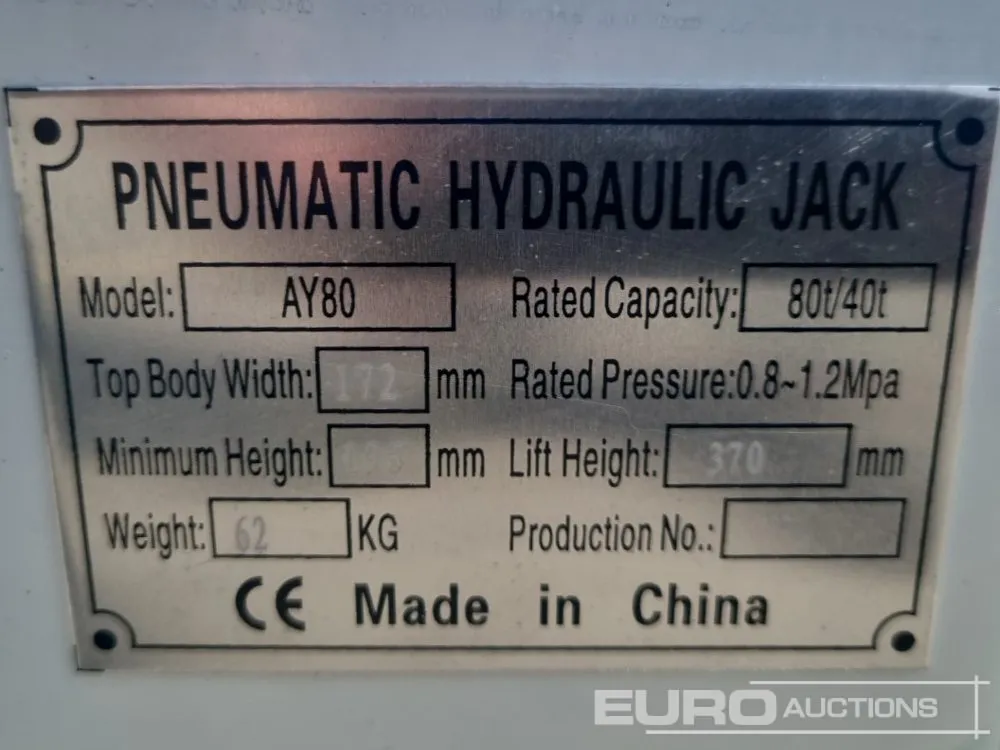 PNEUMATIC HYDRAULIC JACK
Model: AY80 Rated Capacity: 80t/40t
Top Body Width: 172 mm Rated Pressure:0.8~1.2Mpa
Minimum Height: mm Lift Height: 370 mm
Weight: 62 KG Production No.:
CE Made in China
EURO AUCTIONS